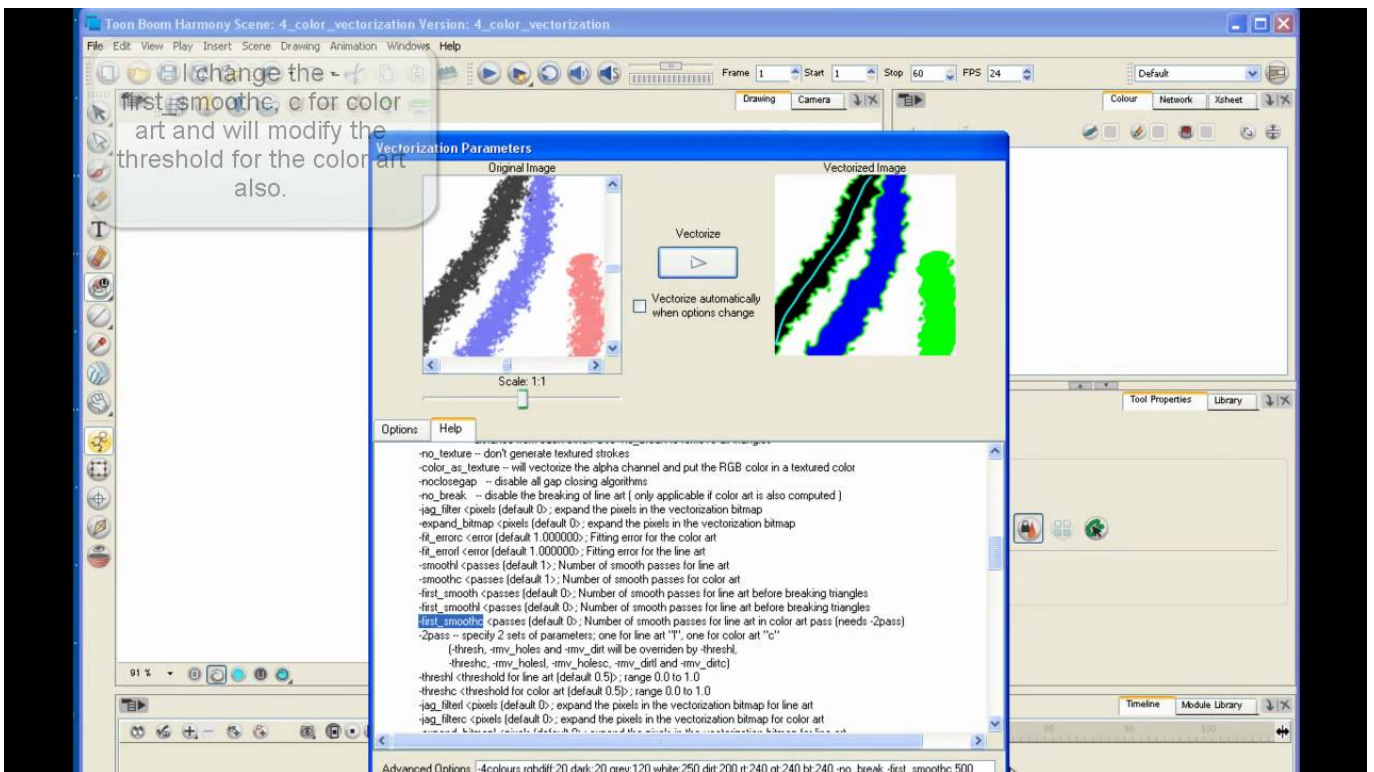 Toon Boom Harmony Scene: 4_color_vectorization Version: 4_color_vectorization
File Edit View Play Insert Scene Drawing Animation Windows Help
I change the -
first_smoothc, c for color
art and will modify the
threshold for the color art
also.
Frame 1 Start 1 Stop 60 FPS 24 Default
Drawing Camera
Colour Network Xsheet
Vectorization Parameters
Original Image
Vectorized Image
Vectorize
Vectorize automatically
when options change
Scale: 1:1
Tool Properties Library
Options Help
-no_texture -- don't generate textured strokes
-color_as_texture -- will vectorize the alpha channel and put the RGB color in a textured color
-noclosegap -- disable all gap closing algorithms
-no_break -- disable the breaking of line art ( only applicable if color art is also computed )
-jag_filter <pixels (default 0>; expand the pixels in the vectorization bitmap
-expand_bitmap <pixels (default 0>; expand the pixels in the vectorization bitmap
-fit_errorc <error (default 1.000000>; Fitting error for the color art
-fit_errorl <error (default 1.000000>; Fitting error for the line art
-smoothl <passes (default 1>; Number of smooth passes for line art
-smoothc <passes (default 1>; Number of smooth passes for color art
-first_smooth <passes (default 0>; Number of smooth passes for line art before breaking triangles
-first_smoothl <passes (default 0>; Number of smooth passes for line art before breaking triangles
-first_smoothc <passes (default 0>; Number of smooth passes for line art in color art pass (needs -2pass)
-2pass -- specify 2 sets of parameters; one for line art "l", one for color art "c"
(-thresh, -rmv_holes and -rmv_dirt will be overriden by -threshl,
-threshc, -rmv_holesl, -rmv_holesc, -rmv_dirtl and -rmv_dirtc)
-threshl <threshold for line art (default 0.5)>; range 0.0 to 1.0
-threshc <threshold for color art (default 0.5)>; range 0.0 to 1.0
-jag_filterl <pixels (default 0>; expand the pixels in the vectorization bitmap for line art
-jag_filterc <pixels (default 0>; expand the pixels in the vectorization bitmap for color art
91 %
Timeline Module Library
90 100
Advanced Options -4colours rgbdiff:20 dark:20 grey:120 white:250 dirt:200 rt:240 gt:240 bt:240 -no_break -first_smoothc 500